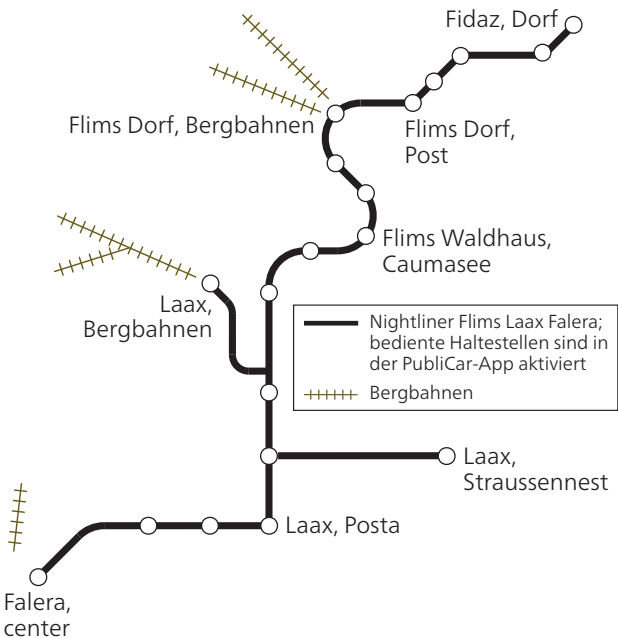 Fidaz, Dorf
Flims Dorf, Bergbahnen
Flims Dorf,
Post
Flims Waldhaus,
Caumasee
Laax,
Bergbahnen
Nightliner Flims Laax Falera;
bediente Haltestellen sind in
der PubliCar-App aktiviert
Bergbahnen
Laax,
Straussennest
Laax, Posta
Falera,
center